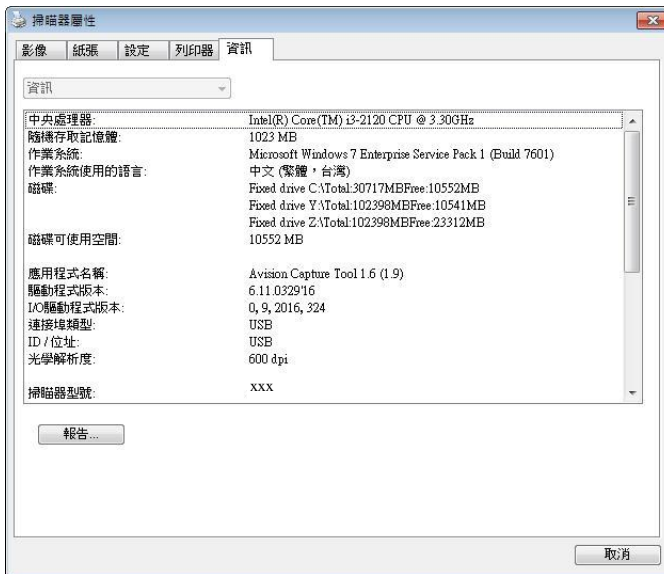 掃瞄器屬性
影像 紙張 設定 列印器 資訊
資訊
中央處理器: Intel(R) Core(TM) i3-2120 CPU @ 3.30GHz
隨機存取記憶體: 1023 MB
作業系統: Microsoft Windows 7 Enterprise Service Pack 1 (Build 7601)
作業系統使用的語言: 中文 (繁體，台灣)
磁碟: Fixed drive C:\Total:30717MBFree:10552MB
Fixed drive Y:\Total:102398MBFree:10541MB
Fixed drive Z:\Total:102398MBFree:23312MB
磁碟可使用空間: 10552 MB
應用程式名稱: Avision Capture Tool 1.6 (1.9)
驅動程式版本: 6.11.0329'16
I/O驅動程式版本: 0, 9, 2016, 324
連接埠類型: USB
ID / 位址: USB
光學解析度: 600 dpi
掃瞄器型號: xxx
報告...
取消